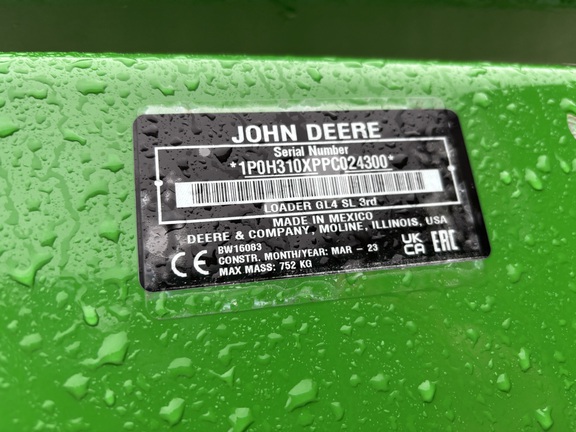 JOHN DEERE
Serial Number
*1P0H310XPPC024300*
LOADER GL4 SL 3rd
MADE IN MEXICO
DEERE & COMPANY, MOLINE, ILLINOIS, USA
BW16083
CE CONSTR. MONTH/YEAR: MAR - 23 UK CA EAC
MAX MASS: 752 KG